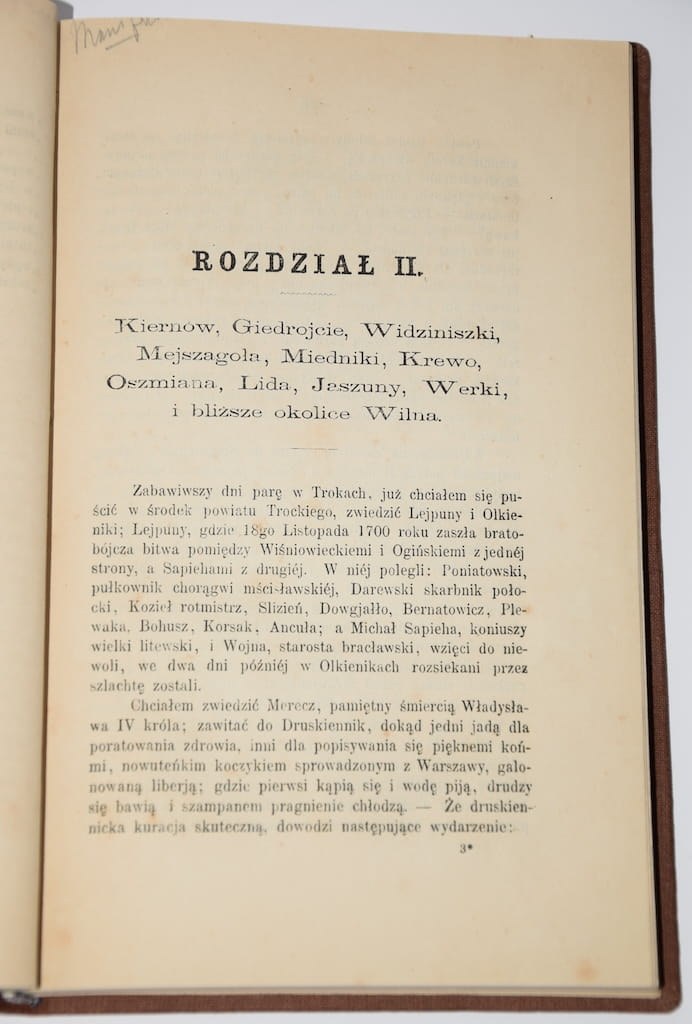 ROZDZIAŁ II.
Kiernów, Giedrojcie, Widziniszki,
Mejszagoła, Miedniki, Krewo,
Oszmiana, Lida, Jaszuny, Werki,
i bliższe okolice Wilna.
Zabawiwszy dni parę w Trokach, już chciałem się pu-
ścić w środek powiatu Trockiego, zwiedzić Lejpuny i Olkie-
niki; Lejpuny, gdzie 18go Listopada 1700 roku zaszła brato-
bójcza bitwa pomiędzy Wiśniowieckiemi i Ogińskiemi z jednéj
strony, a Sapiehami z drugiéj. W niéj polegli: Poniatowski,
pułkownik chorągwi mścisławskiéj, Darewski skarbnik poło-
cki, Kozieł rotmistrz, Slizień, Dowgjałło, Bernatowicz, Ple-
waka, Bohusz, Korsak, Ancuła; a Michał Sapieha, koniuszy
wielki litewski, i Wojna, starosta bracławski, wzięci do nie-
woli, we dwa dni późniéj w Olkienikach rozsiekani przez
szlachtę zostali.
Chciałem zwiedzić Merecz, pamiętny śmiercią Władysła-
wa IV króla; zawitać do Druskiennik, dokąd jedni jadą dla
poratowania zdrowia, inni dla popisywania się pięknemi koń-
mi, nowuteńkim koczykiem sprowadzonym z Warszawy, galo-
nowaną liberją; gdzie pierwsi kąpią się i wodę piją, drudzy
się bawią i szampanem pragnienie chłodzą. — Że druskien-
nicka kuracja skuteczną, dowodzi następujące wydarzenie:
3*